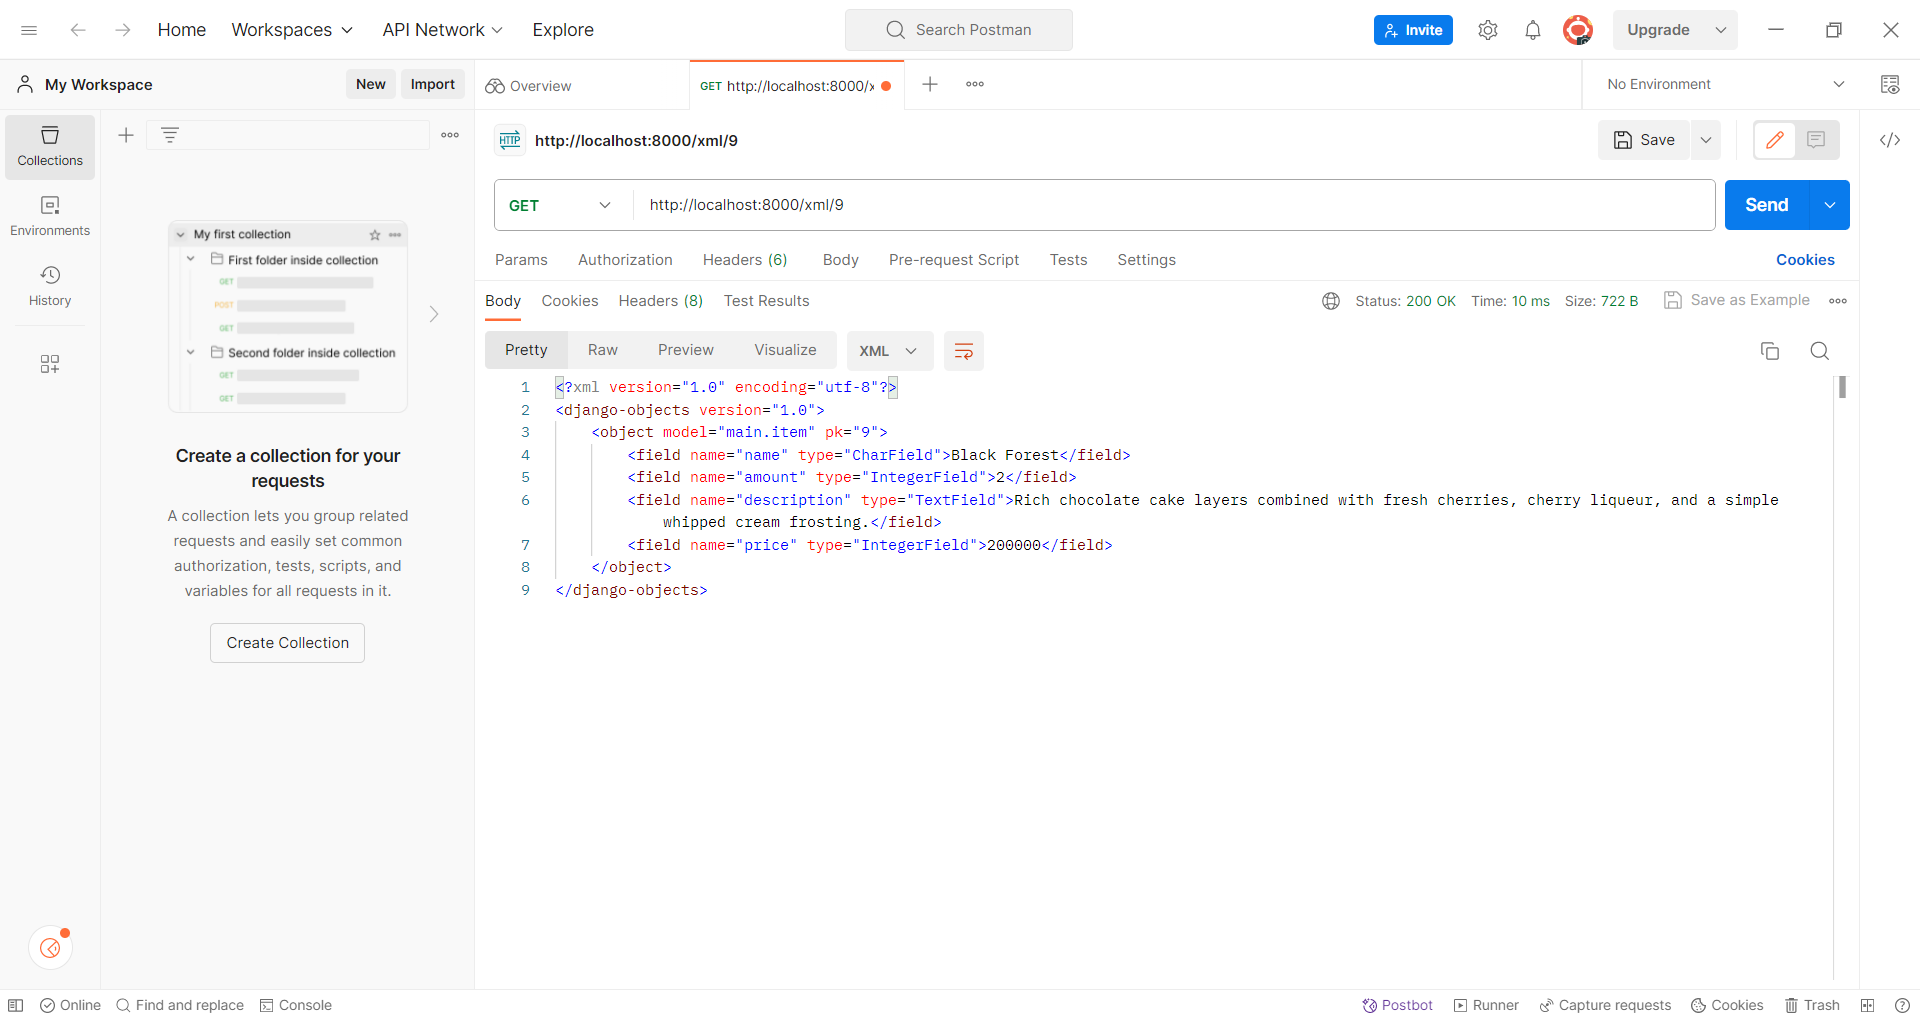 Home Workspaces API Network Explore Search Postman Invite Upgrade
My Workspace New Import Overview GET http://localhost:8000/x No Environment
Collections
Environments
History
My first collection
First folder inside collection
GET
POST
GET
Second folder inside collection
GET
GET
Create a collection for your
requests
A collection lets you group related
requests and easily set common
authorization, tests, scripts, and
variables for all requests in it.
Create Collection
HTTP http://localhost:8000/xml/9 Save
GET http://localhost:8000/xml/9 Send
Params Authorization Headers (6) Body Pre-request Script Tests Settings Cookies
Body Cookies Headers (8) Test Results Status: 200 OK Time: 10 ms Size: 722 B Save as Example
Pretty Raw Preview Visualize XML
1 <?xml version="1.0" encoding="utf-8"?>
2 <django-objects version="1.0">
3 <object model="main.item" pk="9">
4 <field name="name" type="CharField">Black Forest</field>
5 <field name="amount" type="IntegerField">2</field>
6 <field name="description" type="TextField">Rich chocolate cake layers combined with fresh cherries, cherry liqueur, and a simple
whipped cream frosting.</field>
7 <field name="price" type="IntegerField">200000</field>
8 </object>
9 </django-objects>
Online Find and replace Console Postbot Runner Capture requests Cookies Trash